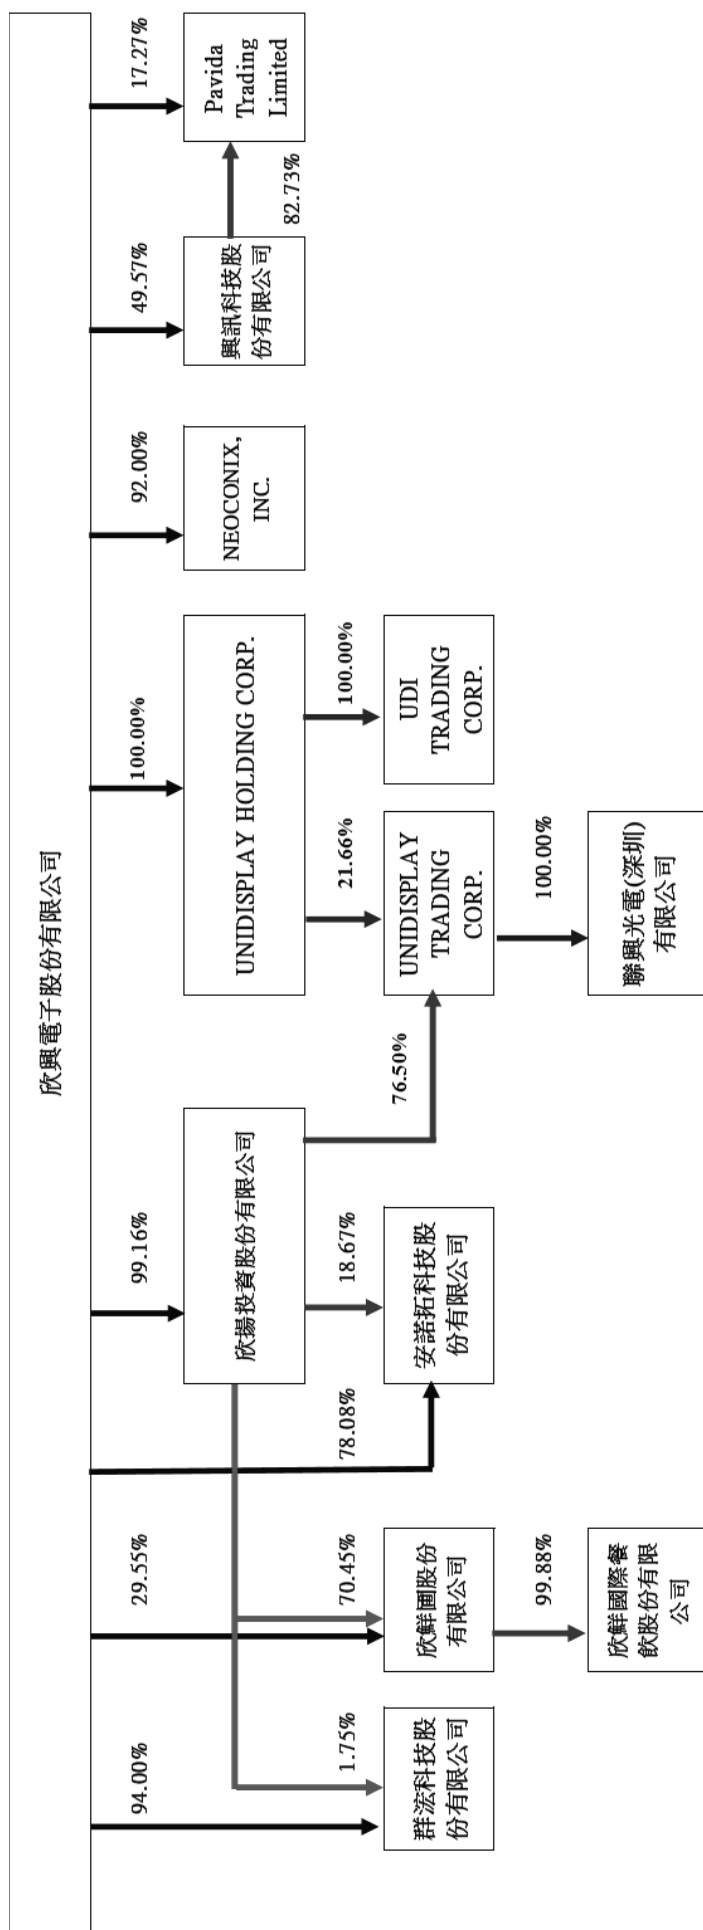 欣興電子股份有限公司
94.00%
29.55%
99.16%
100.00%
92.00%
49.57%
17.27%
欣揚投資股份有限公司
UNIDISPLAY HOLDING CORP.
NEOCONIX,
INC.
興訊科技股
份有限公司
82.73%
Pavida
Trading
Limited
1.75%
70.45%
78.08%
18.67%
76.50%
21.66%
100.00%
群浤科技股
份有限公司
欣鮮圃股份
有限公司
安諾拓科技股
份有限公司
UNIDISPLAY
TRADING
CORP.
UDI
TRADING
CORP.
99.88%
100.00%
欣鮮國際餐
飲股份有限
公司
聯興光電(深圳)
有限公司